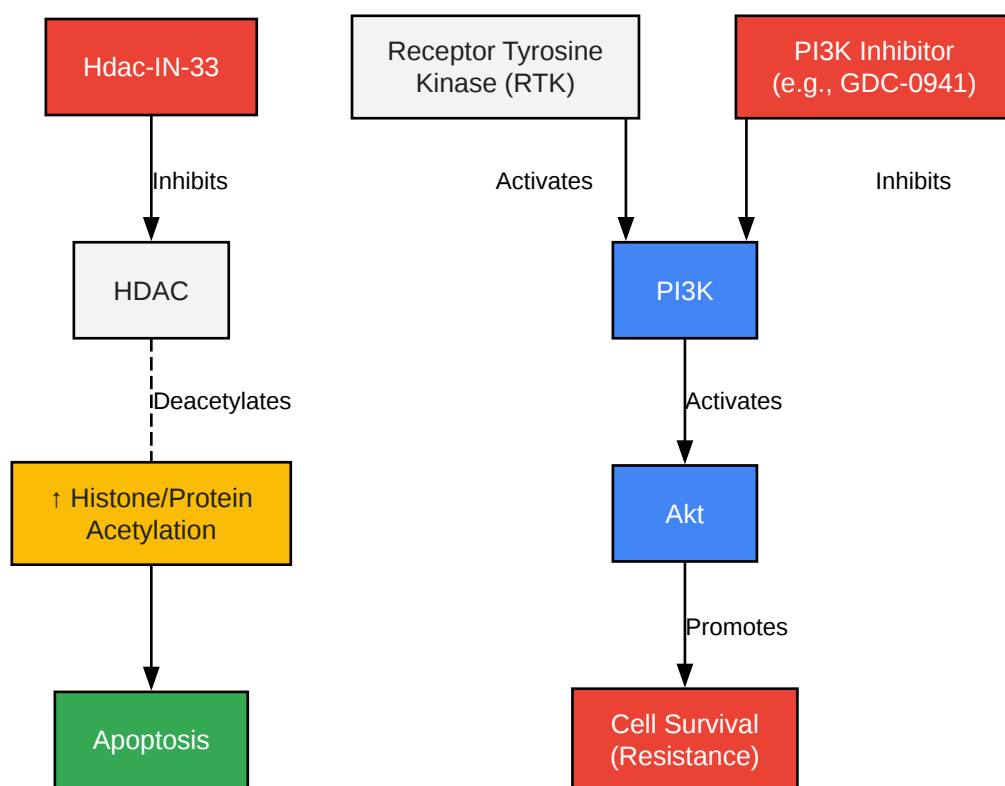 Hdac-IN-33
Receptor Tyrosine
Kinase (RTK)
PI3K Inhibitor
(e.g., GDC-0941)
Inhibits
Activates
Inhibits
HDAC
PI3K
Deacetylates
Activates
↑ Histone/Protein
Acetylation
Akt
Promotes
Apoptosis
Cell Survival
(Resistance)